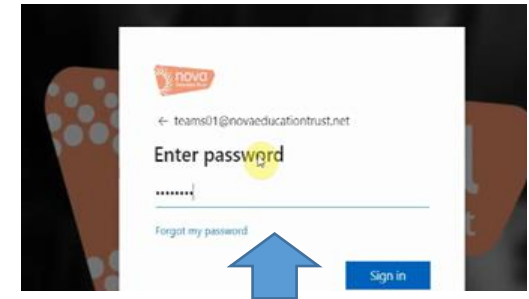 nova
← teams01@novaeducationtrust.net
Enter password
••••••••
Forgot my password
Sign in